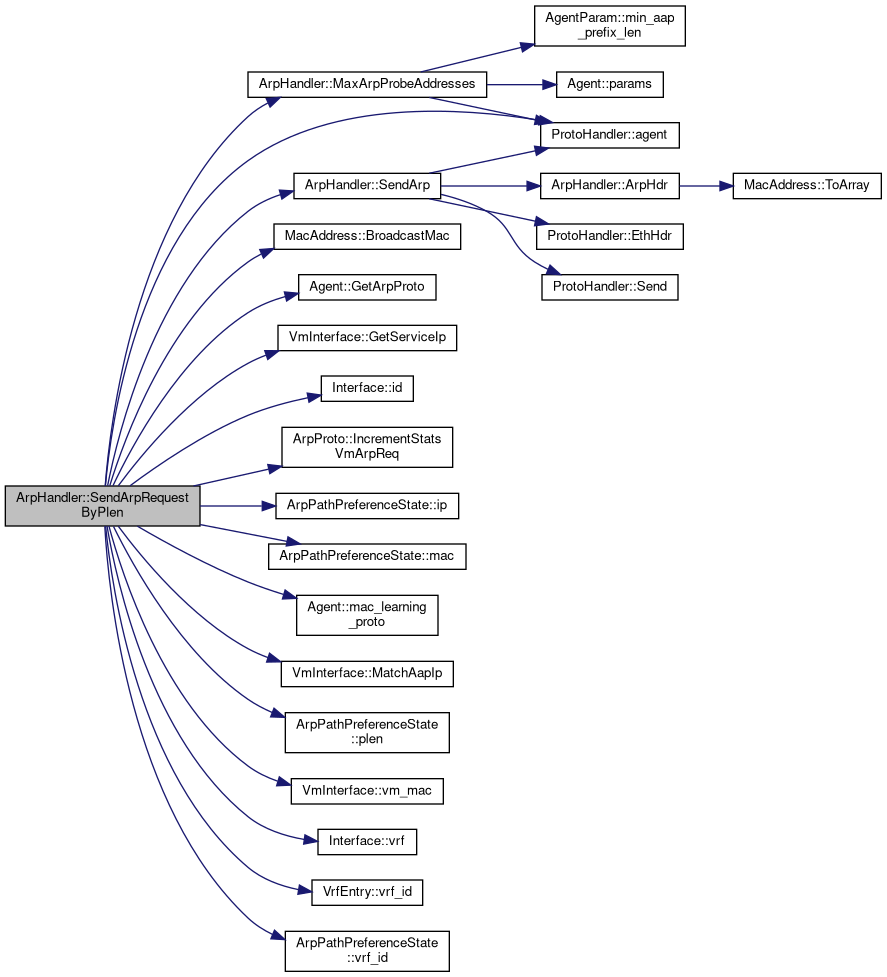 AgentParam::min_aap
_prefix_len
ArpHandler::MaxArpProbeAddresses
Agent::params
ProtoHandler::agent
ArpHandler::SendArp
ArpHandler::ArpHdr
MacAddress::ToArray
MacAddress::BroadcastMac
ProtoHandler::EthHdr
Agent::GetArpProto
ProtoHandler::Send
VmInterface::GetServiceIp
Interface::id
ArpProto::IncrementStats
VmArpReq
ArpHandler::SendArpRequest
ByPlen
ArpPathPreferenceState::ip
ArpPathPreferenceState::mac
Agent::mac_learning
_proto
VmInterface::MatchAapIp
ArpPathPreferenceState
::plen
VmInterface::vm_mac
Interface::vrf
VrfEntry::vrf_id
ArpPathPreferenceState
::vrf_id